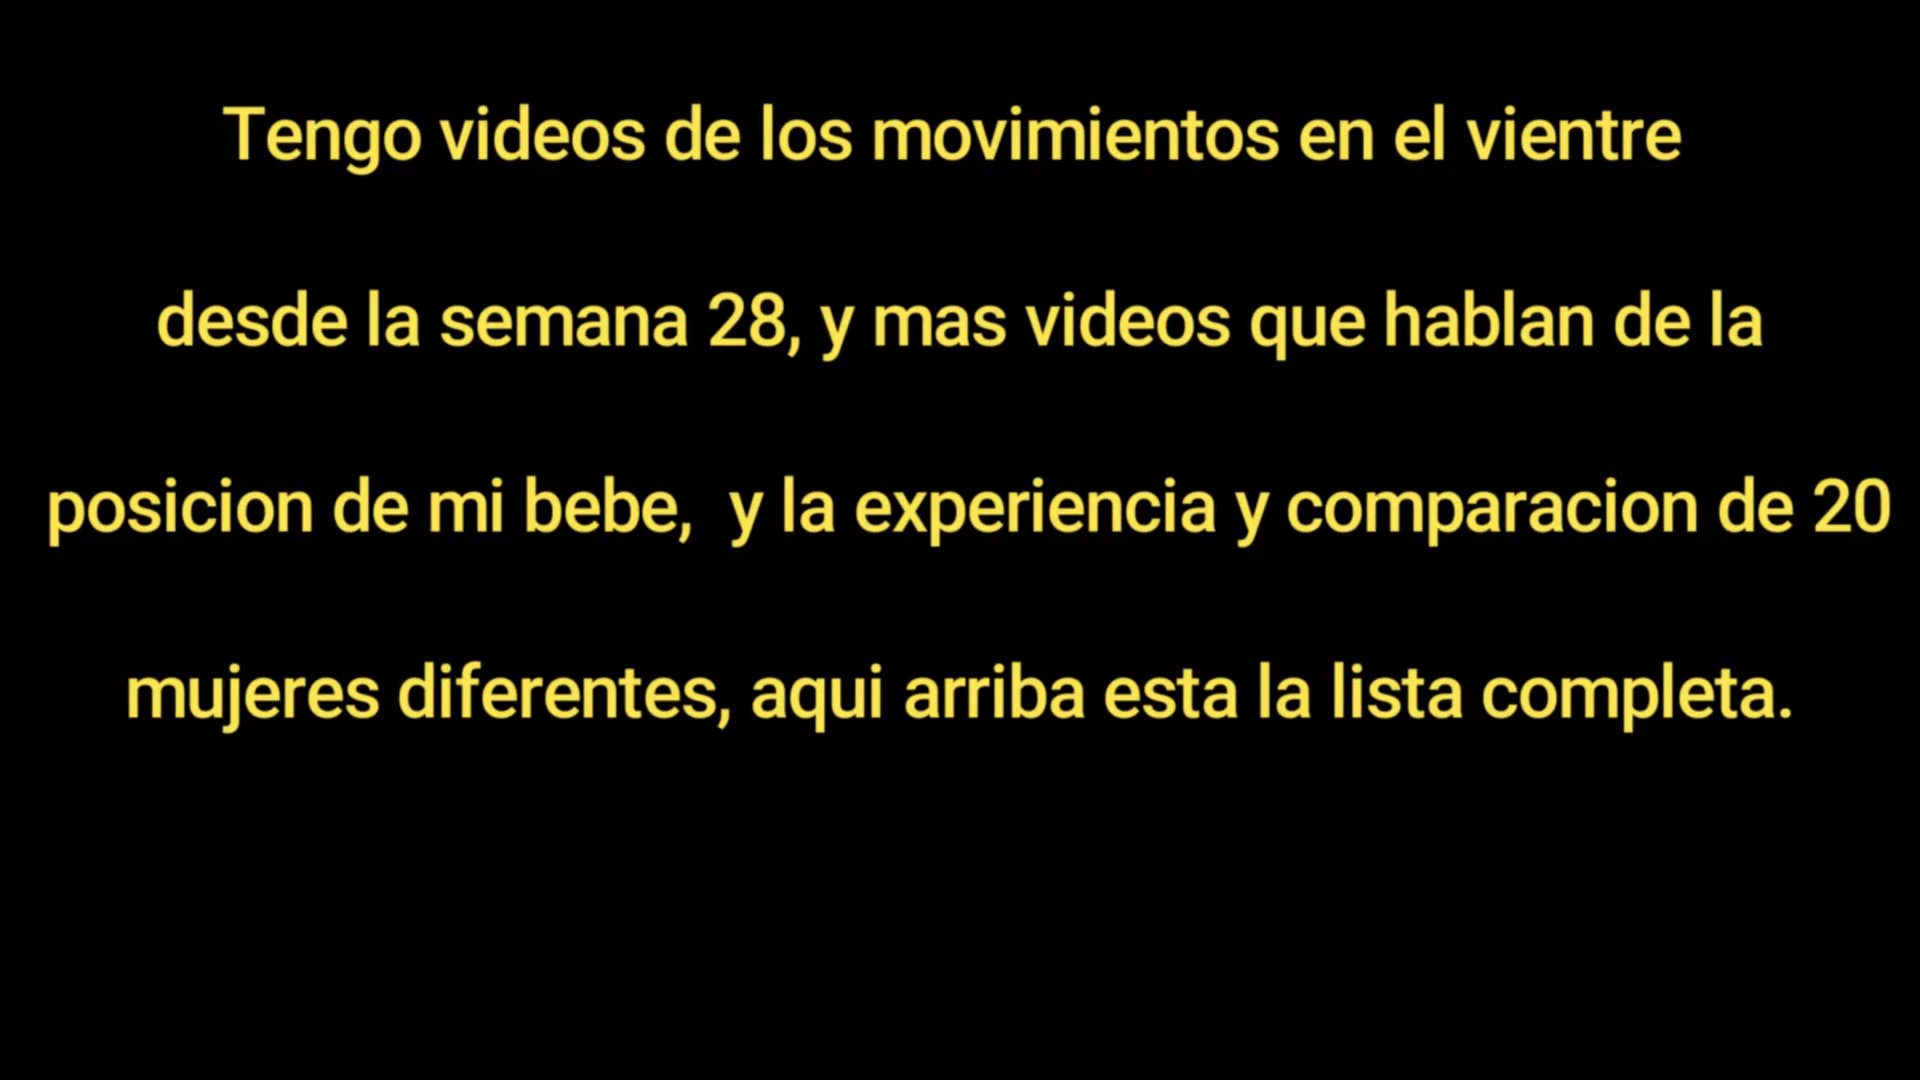 Tengo videos de los movimientos en el vientre
desde la semana 28, y mas videos que hablan de la
posicion de mi bebe,  y la experiencia y comparacion de 20
mujeres diferentes, aqui arriba esta la lista completa.